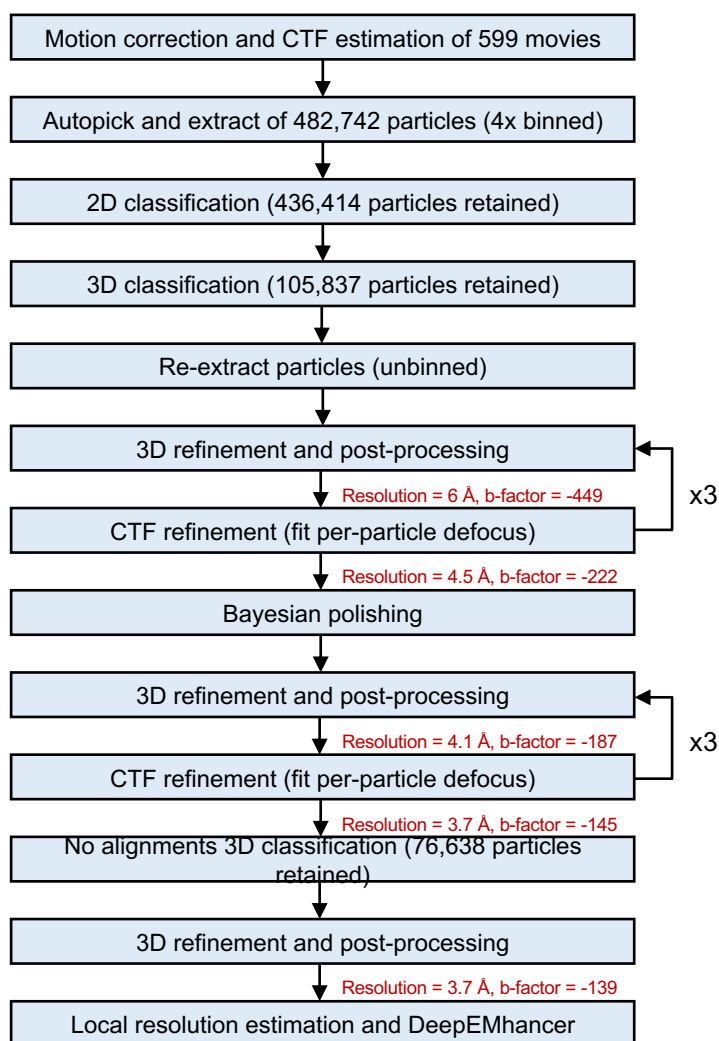 Motion correction and CTF estimation of 599 movies
Autopick and extract of 482,742 particles (4x binned)
2D classification (436,414 particles retained)
3D classification (105,837 particles retained)
Re-extract particles (unbinned)
3D refinement and post-processing
x3
Resolution = 6 Å, b-factor = -449
CTF refinement (fit per-particle defocus)
Resolution = 4.5 Å, b-factor = -222
Bayesian polishing
3D refinement and post-processing
x3
Resolution = 4.1 Å, b-factor = -187
CTF refinement (fit per-particle defocus)
Resolution = 3.7 Å, b-factor = -145
No alignments 3D classification (76,638 particles
retained)
3D refinement and post-processing
Resolution = 3.7 Å, b-factor = -139
Local resolution estimation and DeepEMhancer